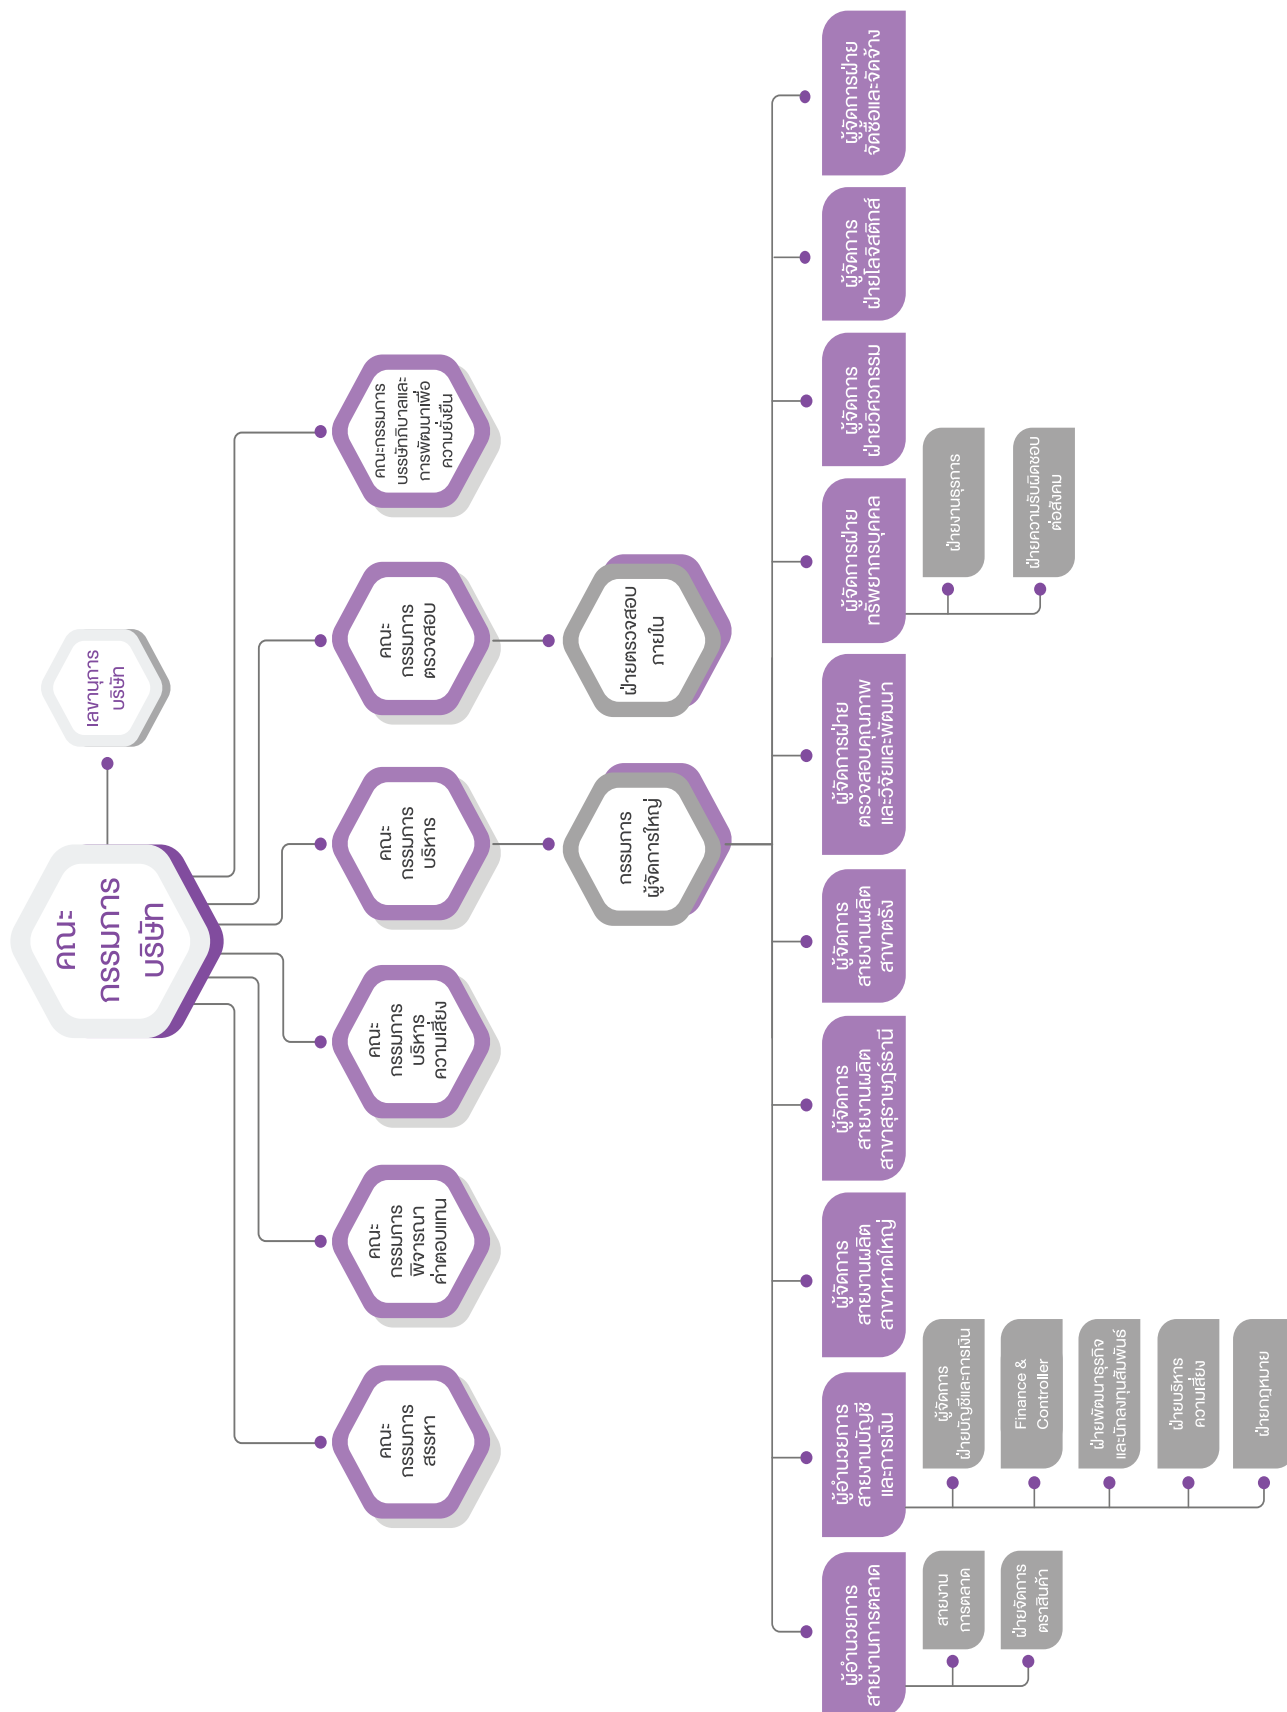 คณะ
กรรมการ
บริษัท
เลขานุการ
บริษัท
คณะ
กรรมการ
สรรหา
คณะ
กรรมการ
พิจารณา
ค่าตอบแทน
คณะ
กรรมการ
บริหาร
ความเสี่ยง
คณะ
กรรมการ
บริหาร
คณะ
กรรมการ
ตรวจสอบ
คณะกรรมการ
บรรษัทภิบาลและ
การพัฒนาเพื่อ
ความยั่งยืน
กรรมการ
ผู้จัดการใหญ่
ฝ่ายตรวจสอบ
ภายใน
ผู้อำนวยการ
สายงานการตลาด
ผู้อำนวยการ
สายงานบัญชี
และการเงิน
ผู้จัดการ
สายงานผลิต
สาขาหาดใหญ่
ผู้จัดการ
สายงานผลิต
สาขาสุราษฎร์ธานี
ผู้จัดการ
สายงานผลิต
สาขาตรัง
ผู้จัดการฝ่าย
ตรวจสอบคุณภาพ
และวิจัยและพัฒนา
ผู้จัดการฝ่าย
ทรัพยากรบุคคล
ผู้จัดการ
ฝ่ายวิศวกรรม
ผู้จัดการ
ฝ่ายโลจิสติกส์
ผู้จัดการฝ่าย
จัดซื้อและจัดจ้าง
สายงาน
การตลาด
ฝ่ายจัดการ
ตราสินค้า
ผู้จัดการ
ฝ่ายบัญชีและการเงิน
Finance &
Controller
ฝ่ายพัฒนาธุรกิจ
และนักลงทุนสัมพันธ์
ฝ่ายบริหาร
ความเสี่ยง
ฝ่ายกฎหมาย
ฝ่ายงานธุรการ
ฝ่ายความรับผิดชอบ
ต่อสังคม